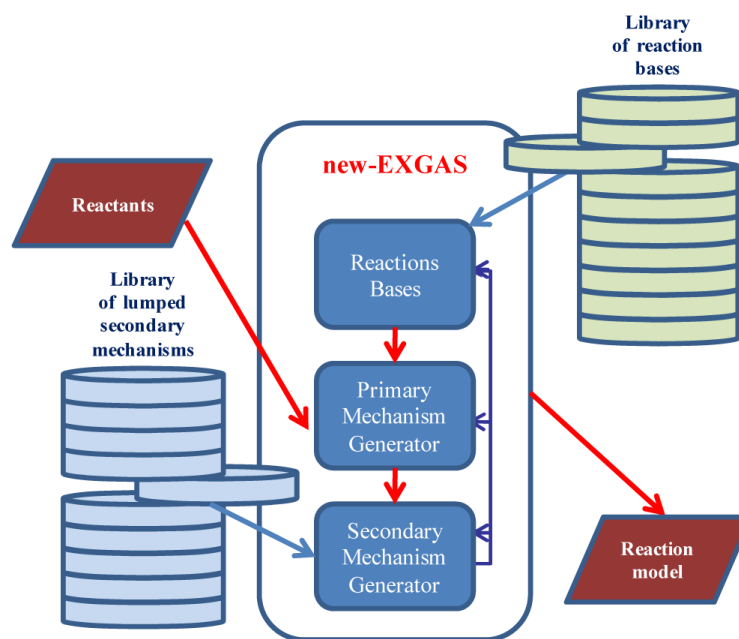 Library
of reaction
bases
new-EXGAS
Reactants
Reactions
Bases
Library
of lumped
secondary
mechanisms
Primary
Mechanism
Generator
Secondary
Mechanism
Generator
Reaction
model